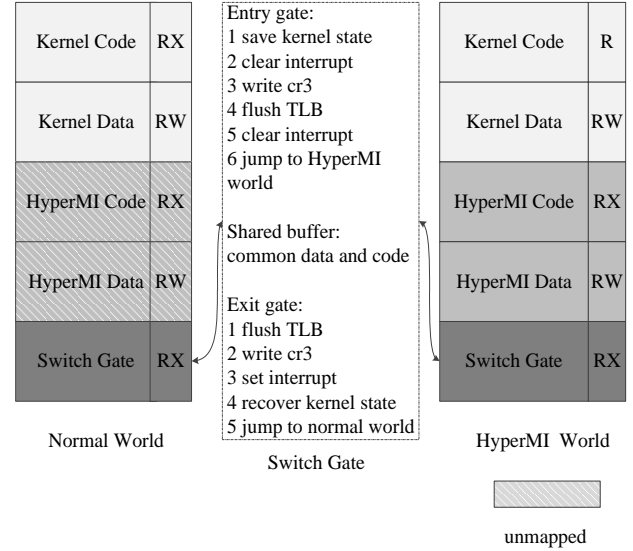 Kernel Code RX
Kernel Data RW
HyperMI Code RX
HyperMI Data RW
Switch Gate RX
Normal World
Entry gate:
1 save kernel state
2 clear interrupt
3 write cr3
4 flush TLB
5 clear interrupt
6 jump to HyperMI
world
Shared buffer:
common data and code
Exit gate:
1 flush TLB
2 write cr3
3 set interrupt
4 recover kernel state
5 jump to normal world
Switch Gate
Kernel Code R
Kernel Data RW
HyperMI Code RX
HyperMI Data RW
Switch Gate RX
HyperMI World
unmapped